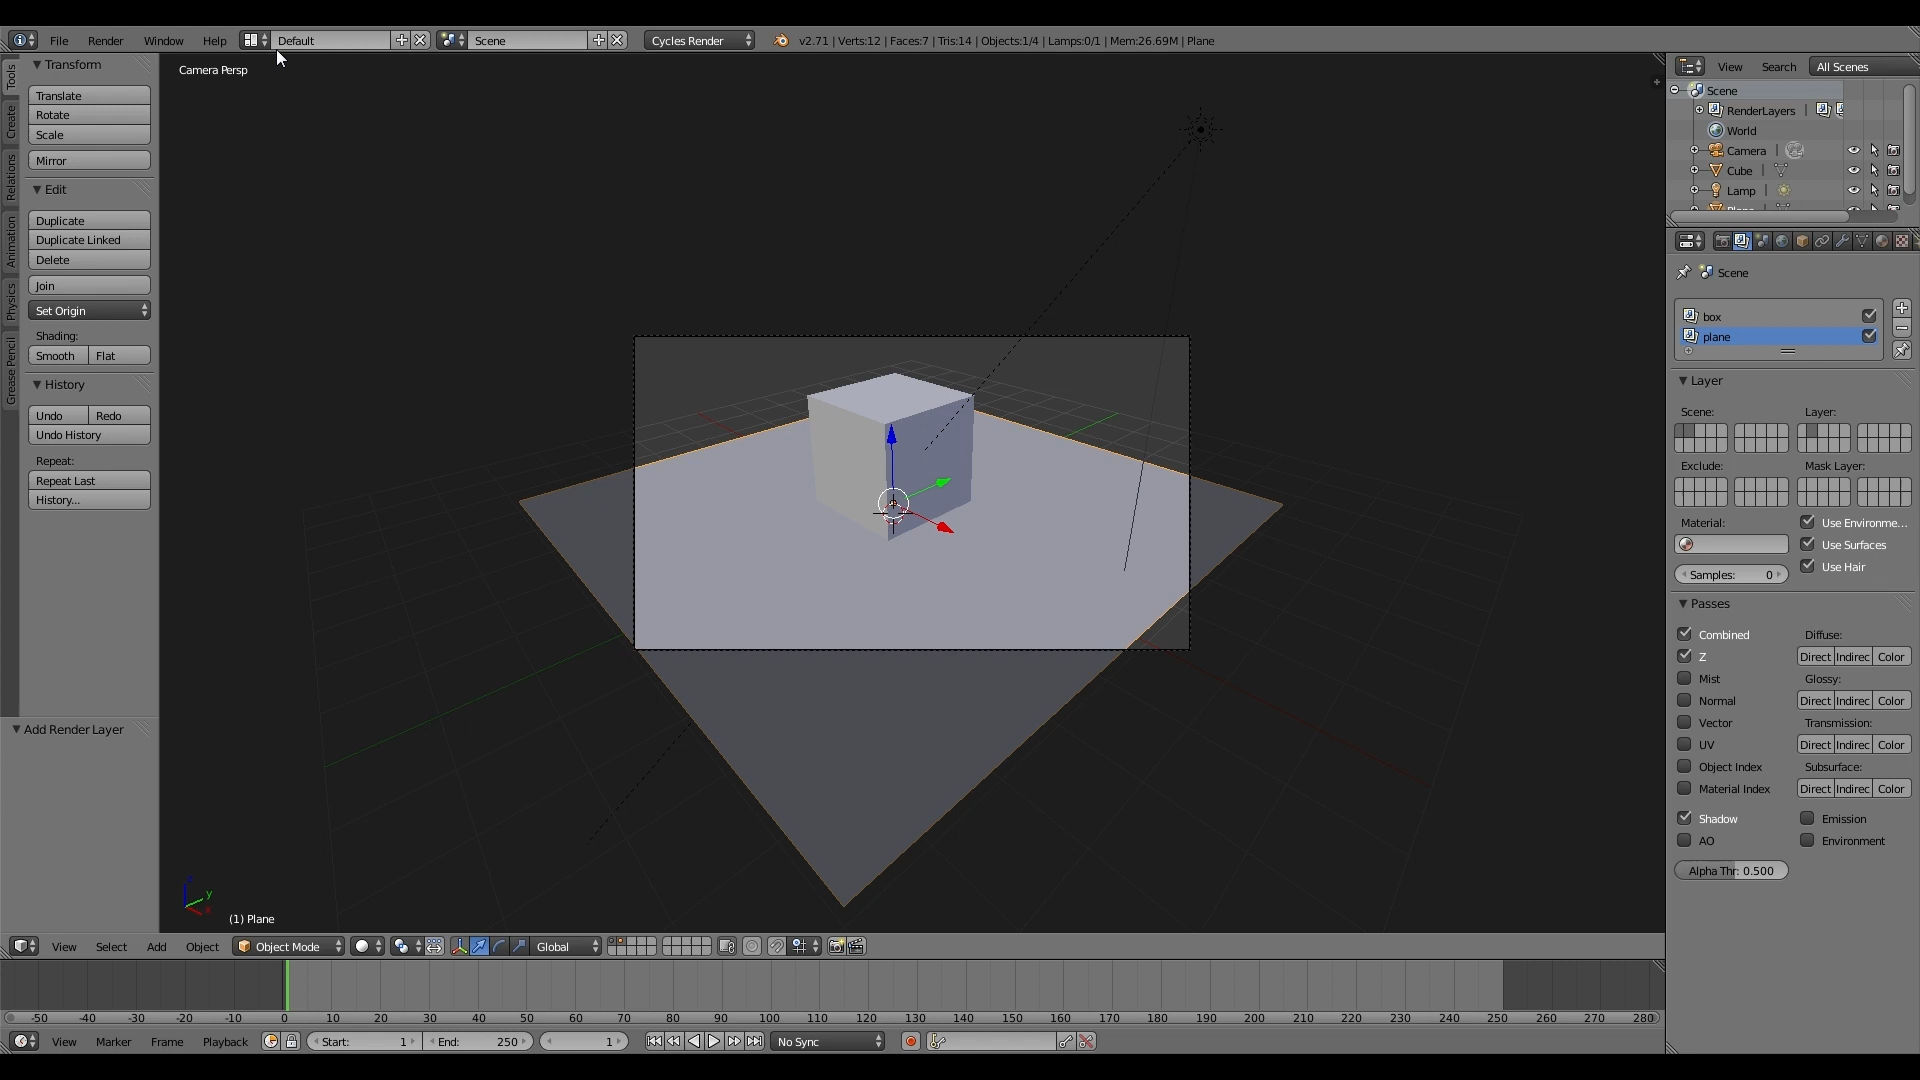 File Render Window Help Default Scene Cycles Render v2.71 | Verts:12 | Faces:7 | Tris:14 | Objects:1/4 | Lamps:0/1 | Mem:26.69M | Plane
Tools
Create
Relations
Animation
Physics
Grease Pencil
Transform
Translate
Rotate
Scale
Mirror
Edit
Duplicate
Duplicate Linked
Delete
Join
Set Origin
Shading:
Smooth Flat
History
Undo Redo
Undo History
Repeat:
Repeat Last
History...
Add Render Layer
Camera Persp
z
y
x
(1) Plane
View Select Add Object Object Mode Global
-50 -40 -30 -20 -10 0 10 20 30 40 50 60 70 80 90 100 110 120 130 140 150 160 170 180 190 200 210 220 230 240 250 260 270 280
View Marker Frame Playback Start: 1 End: 250 1 No Sync
View Search All Scenes
Scene
RenderLayers
World
Camera
Cube
Lamp
Plane
Scene
box
plane
Layer
Scene: Layer:
Exclude: Mask Layer:
Material: Use Environme...
Use Surfaces
Samples: 0 Use Hair
Passes
Combined Diffuse:
Z Direct Indirec Color
Mist Glossy:
Normal Direct Indirec Color
Vector Transmission:
UV Direct Indirec Color
Object Index Subsurface:
Material Index Direct Indirec Color
Shadow Emission
AO Environment
Alpha Thr: 0.500